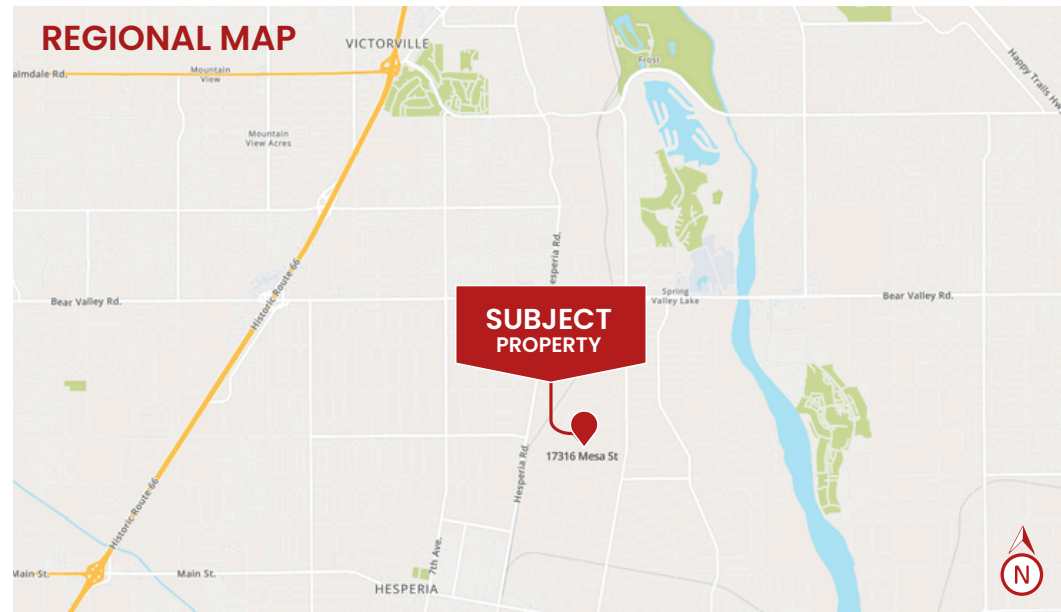 REGIONAL MAP
VICTORVILLE
Frost
almdale Rd.
Mountain
View
Happy Trails Hw
Mountain
View Acres
esperia Rd.
Historic Route 66
Bear Valley Rd.
Spring
Valley Lake
Bear Valley Rd.
SUBJECT
PROPERTY
17316 Mesa St
Hesperia Rd.
Historic Route 66
7th Ave.
Main St.
Main St.
HESPERIA
N